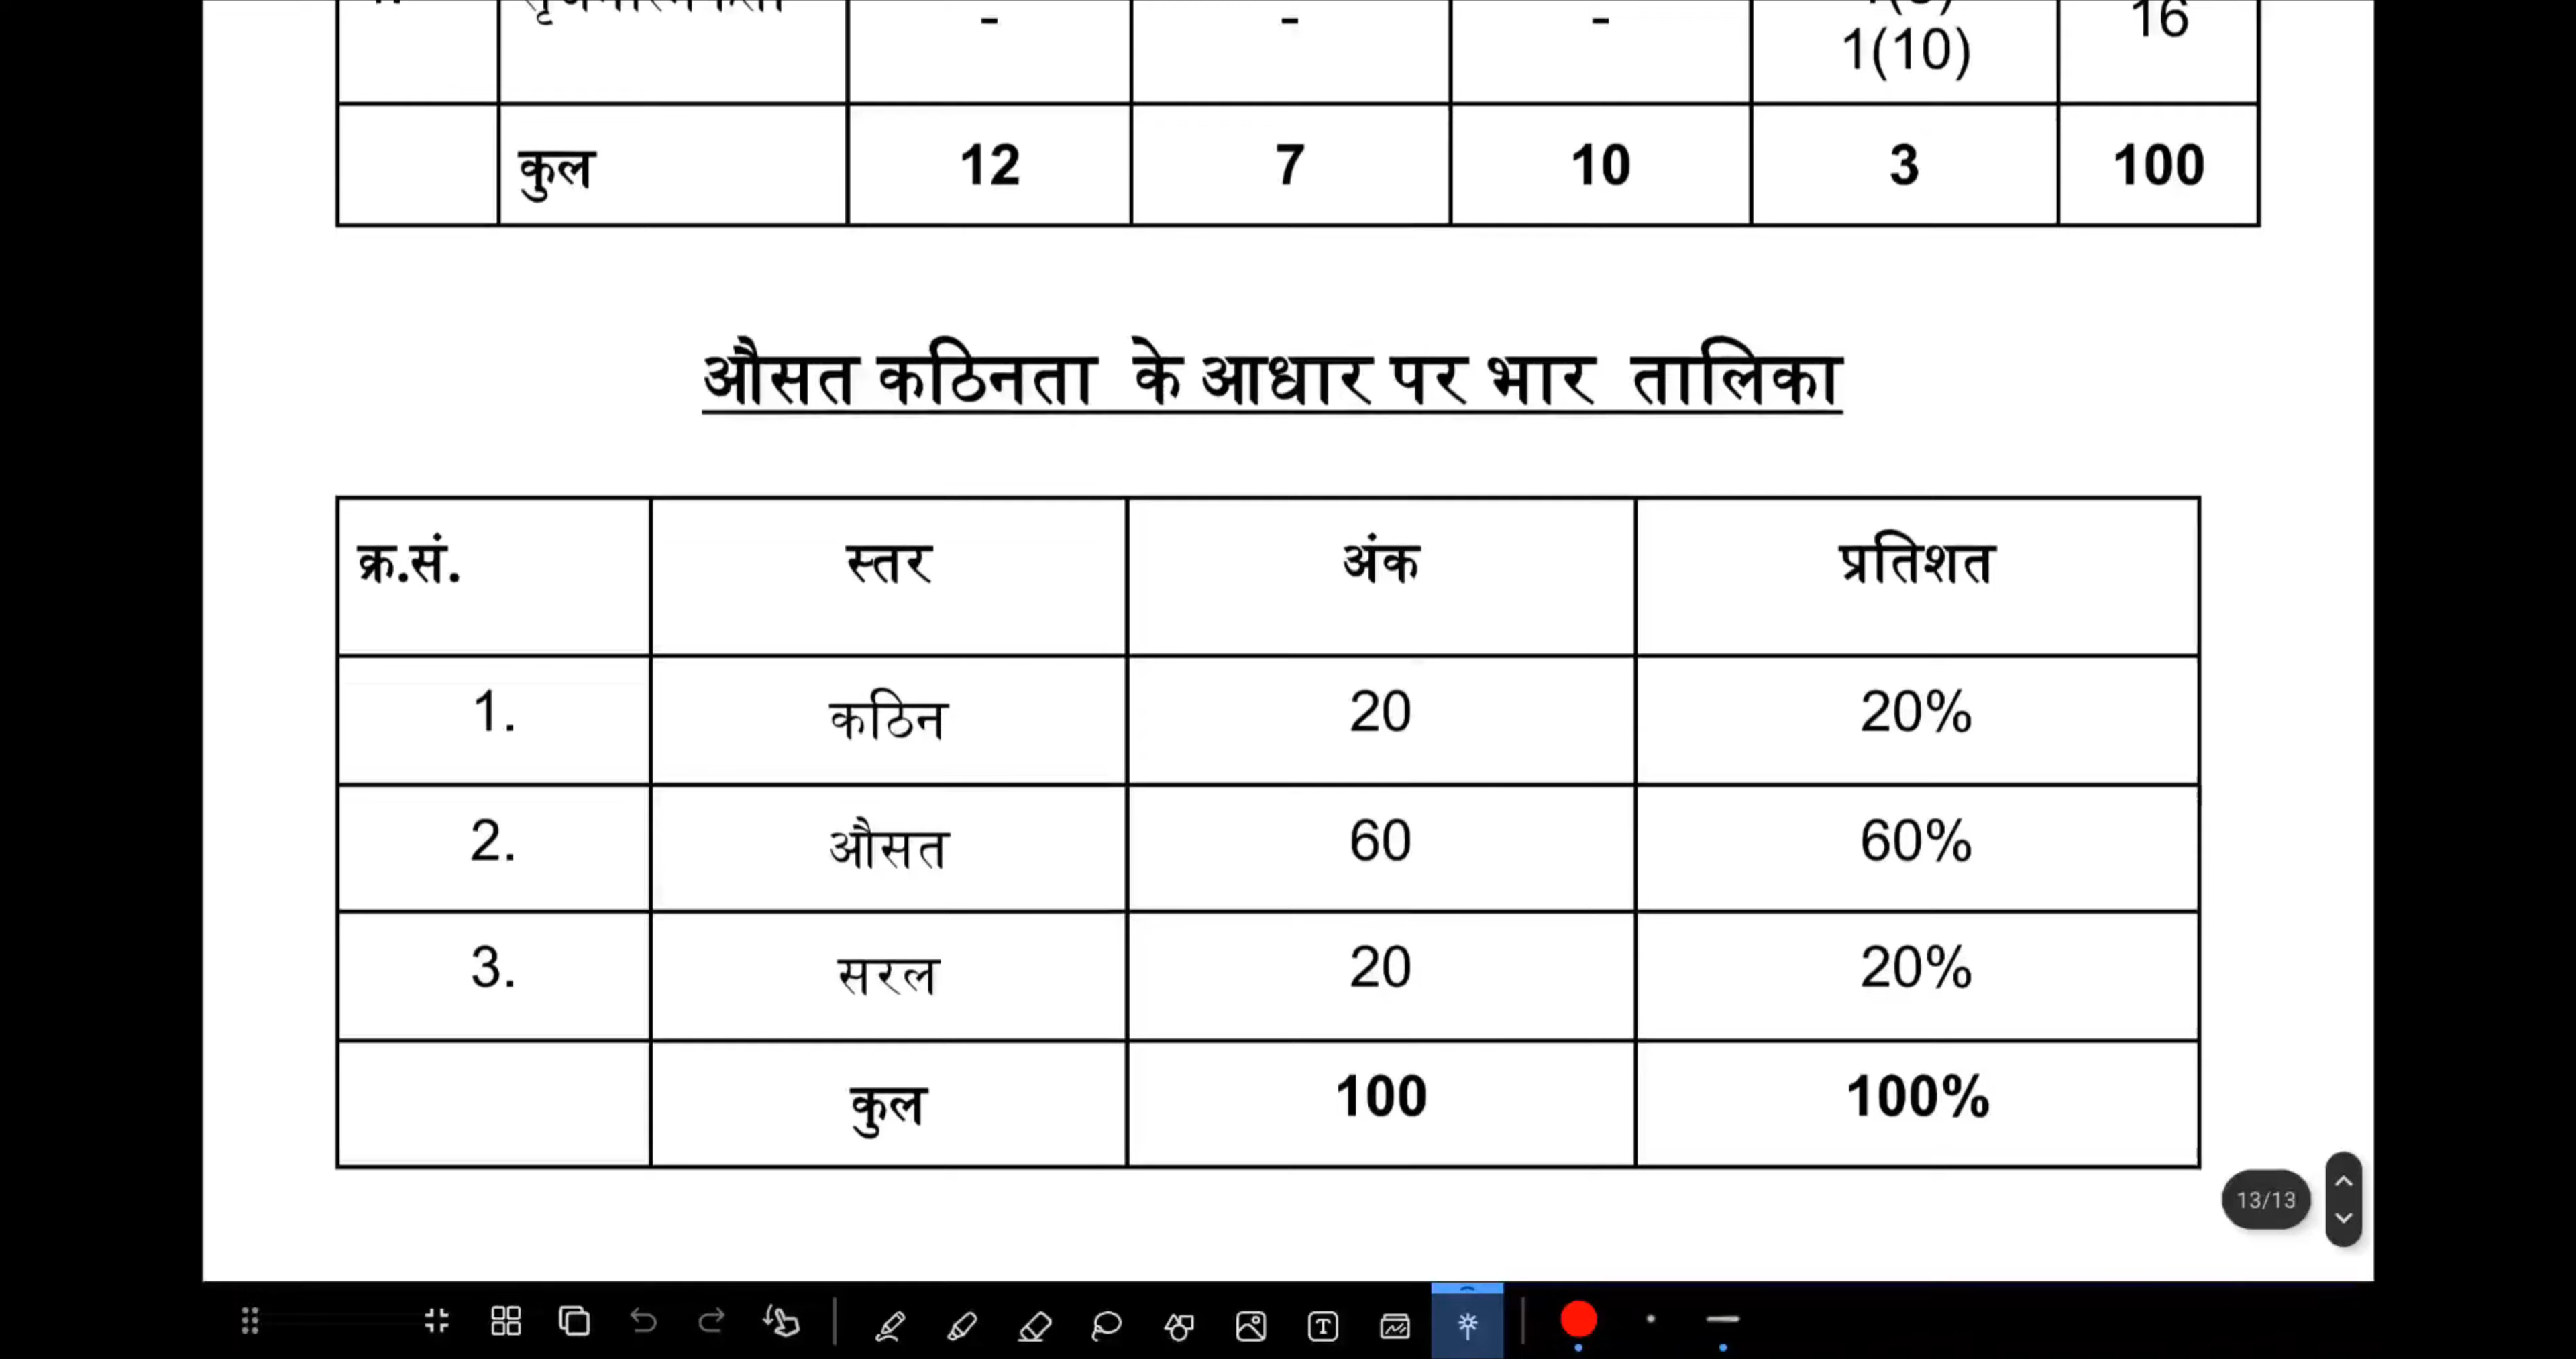 - - - 16
1(10)
कुल 12 7 10 3 100
औसत कठिनता के आधार पर भार तालिका
क्र.सं. स्तर अंक प्रतिशत
1. कठिन 20 20%
2. औसत 60 60%
3. सरल 20 20%
कुल 100 100%
13/13